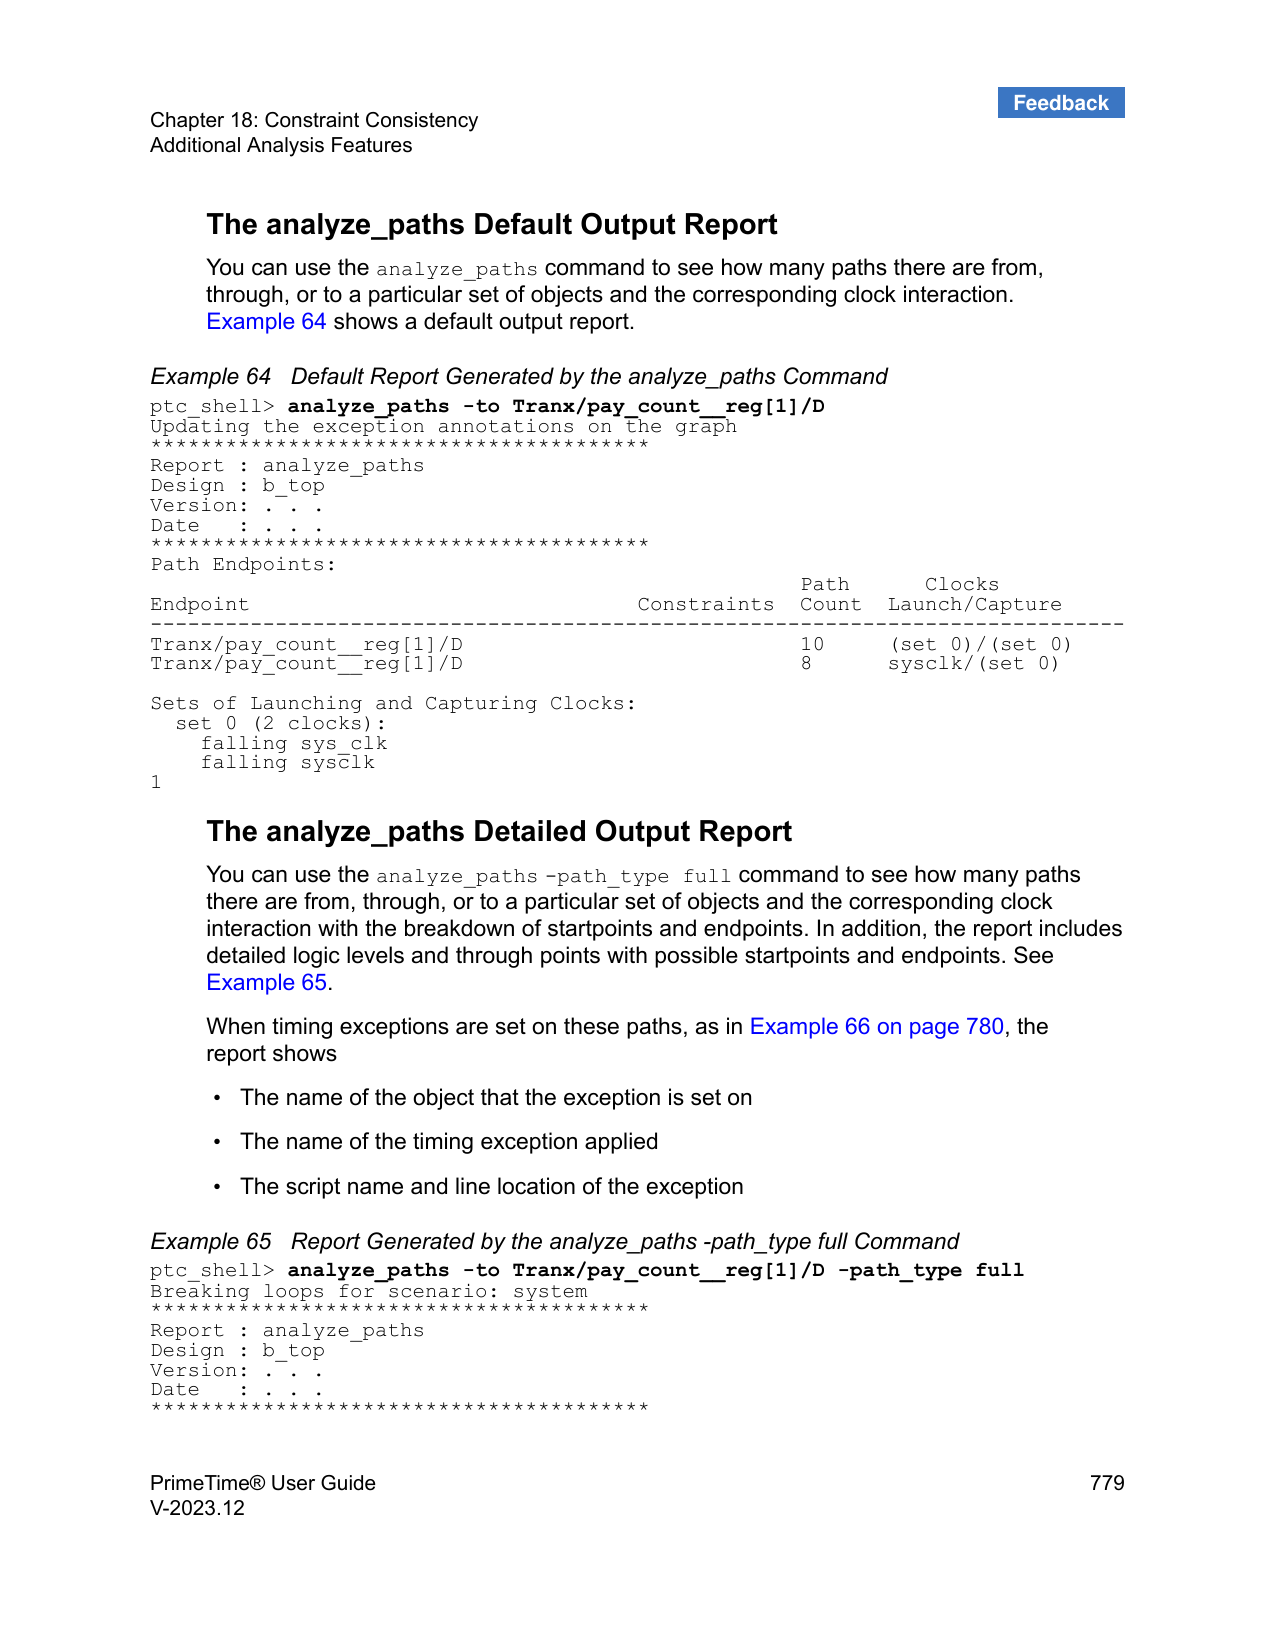 Feedback
Chapter 18: Constraint Consistency
Additional Analysis Features
The analyze_paths Default Output Report
You can use the analyze_paths command to see how many paths there are from,
through, or to a particular set of objects and the corresponding clock interaction.
Example 64 shows a default output report.
Example 64   Default Report Generated by the analyze_paths Command
ptc_shell> analyze_paths -to Tranx/pay_count__reg[1]/D
Updating the exception annotations on the graph
****************************************
Report : analyze_paths
Design : b_top
Version: . . .
Date   : . . .
****************************************
Path Endpoints:
                                                    Path      Clocks
Endpoint                               Constraints  Count  Launch/Capture
------------------------------------------------------------------------------
Tranx/pay_count__reg[1]/D                           10     (set 0)/(set 0)
Tranx/pay_count__reg[1]/D                           8      sysclk/(set 0)
Sets of Launching and Capturing Clocks:
  set 0 (2 clocks):
    falling sys_clk
    falling sysclk
1
The analyze_paths Detailed Output Report
You can use the analyze_paths -path_type full command to see how many paths
there are from, through, or to a particular set of objects and the corresponding clock
interaction with the breakdown of startpoints and endpoints. In addition, the report includes
detailed logic levels and through points with possible startpoints and endpoints. See
Example 65.
When timing exceptions are set on these paths, as in Example 66 on page 780, the
report shows
• The name of the object that the exception is set on
• The name of the timing exception applied
• The script name and line location of the exception
Example 65   Report Generated by the analyze_paths -path_type full Command
ptc_shell> analyze_paths -to Tranx/pay_count__reg[1]/D -path_type full
Breaking loops for scenario: system
****************************************
Report : analyze_paths
Design : b_top
Version: . . .
Date   : . . .
****************************************
PrimeTime® User Guide 779
V-2023.12